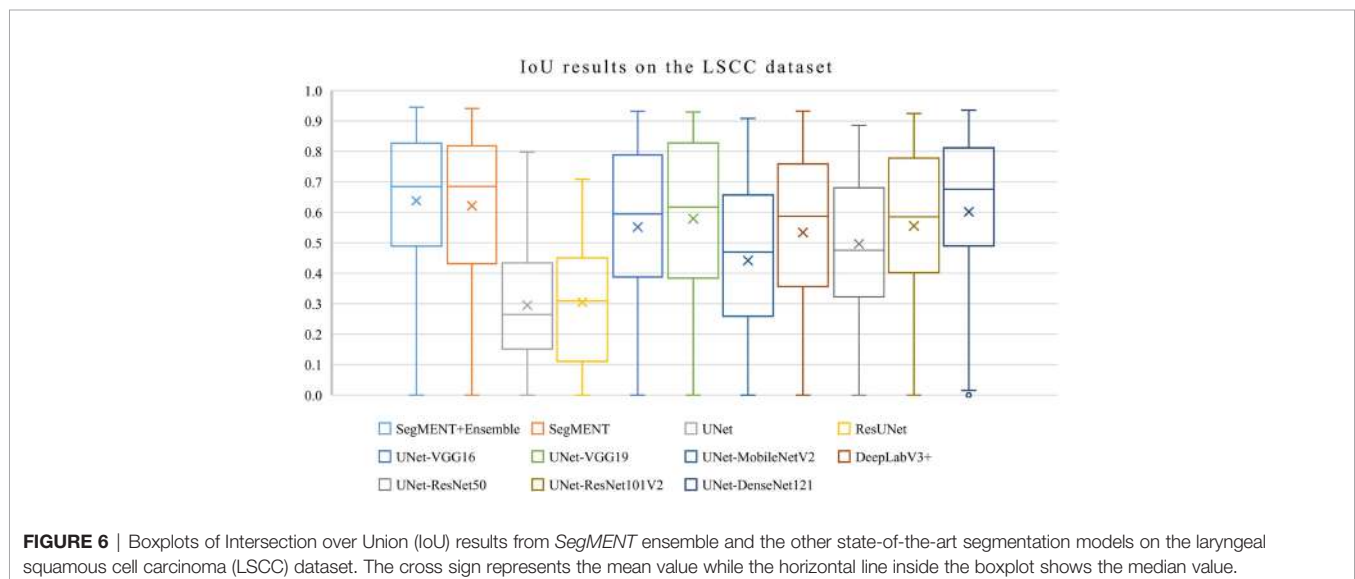 IoU results on the LSCC dataset
1.0
0.9
0.8
0.7
0.6
0.5
0.4
0.3
0.2
0.1
0.0
SegMENT+Ensemble SegMENT UNet ResUNet
UNet-VGG16 UNet-VGG19 UNet-MobileNetV2 DeepLabV3+
UNet-ResNet50 UNet-ResNet101V2 UNet-DenseNet121
FIGURE 6 | Boxplots of Intersection over Union (IoU) results from SegMENT ensemble and the other state-of-the-art segmentation models on the laryngeal
squamous cell carcinoma (LSCC) dataset. The cross sign represents the mean value while the horizontal line inside the boxplot shows the median value.